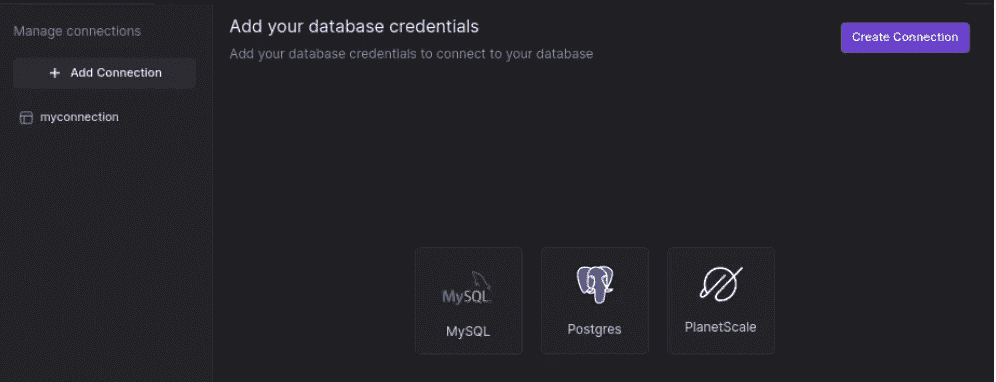 Manage connections
Add Connection
myconnection
Add your database credentials
Add your database credentials to connect to your database
Create Connection
MySQL
MySQL
Postgres
PlanetScale